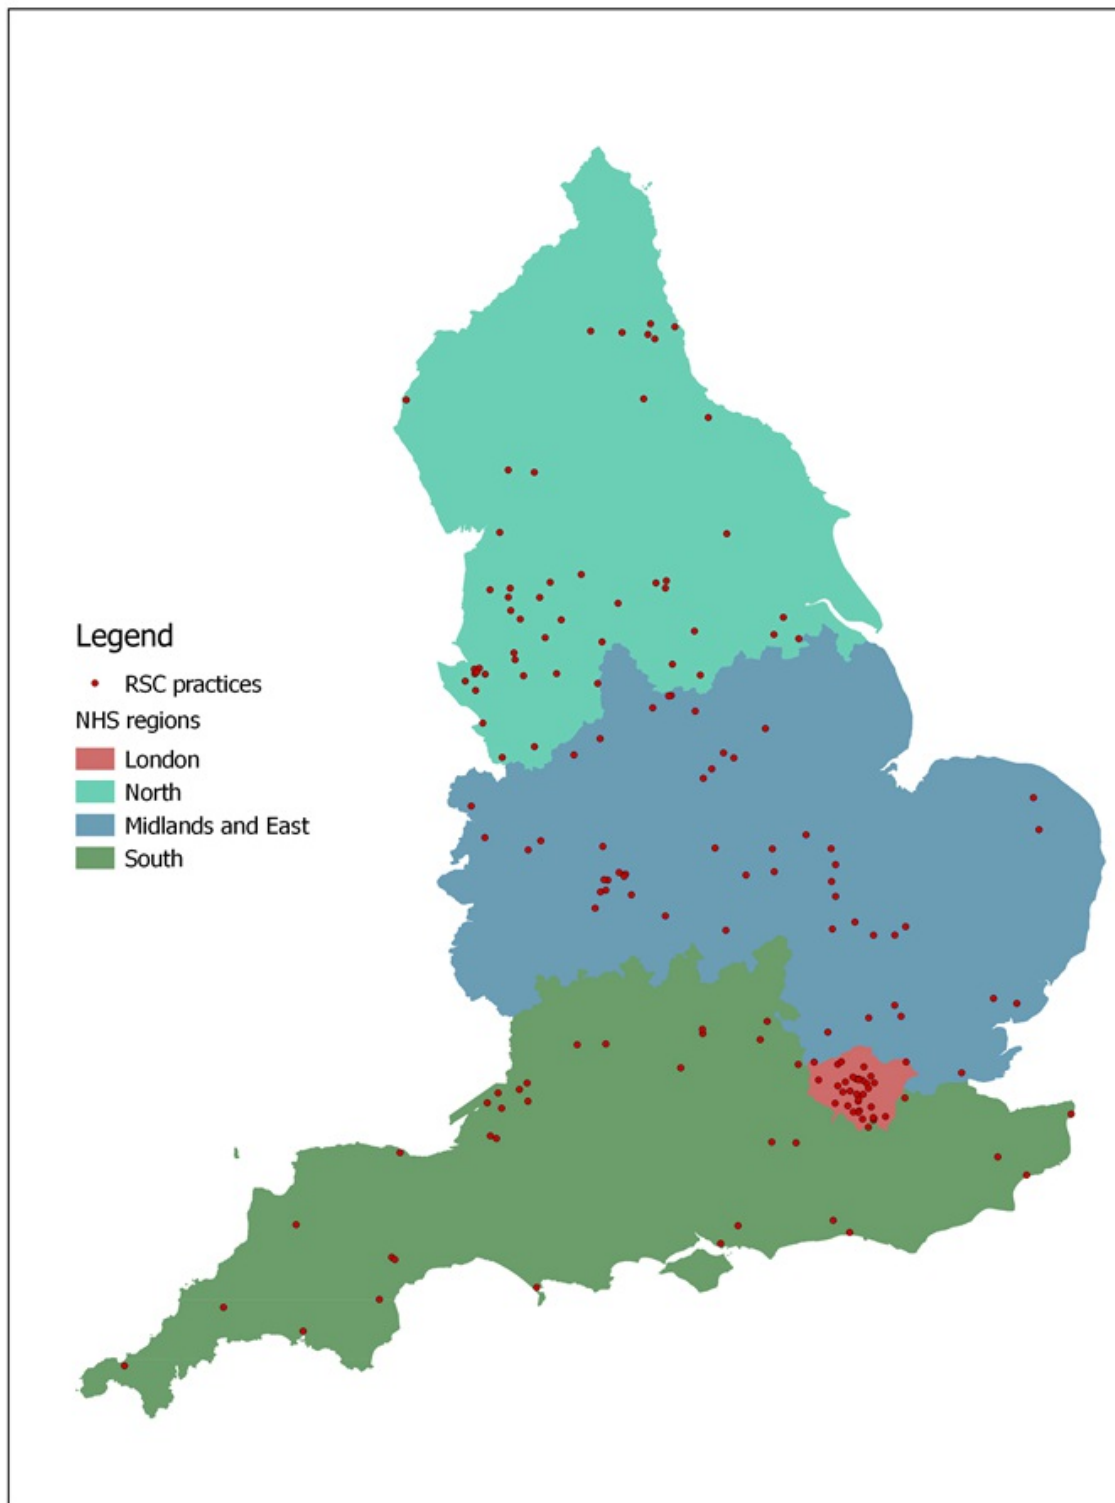 Legend
RSC practices
NHS regions
London
North
Midlands and East
South